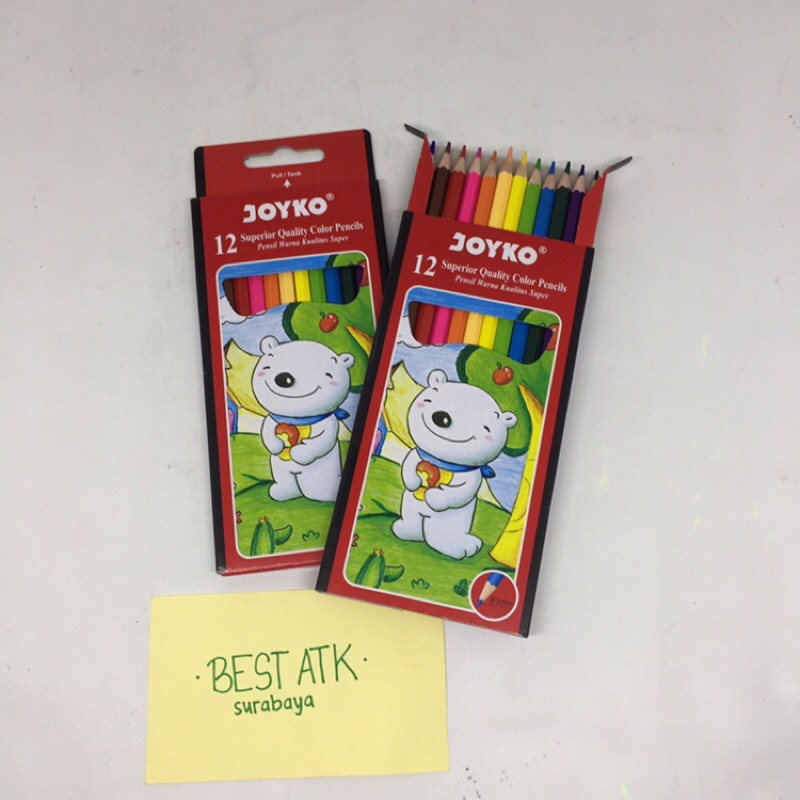 Pull / Tarik
JOYKO®
12 Superior Quality Color Pencils
Pensil Warna Kualitas Super
JOYKO®
12 Superior Quality Color Pencils
Pensil Warna Kualitas Super
· BEST ATK ·
surabaya